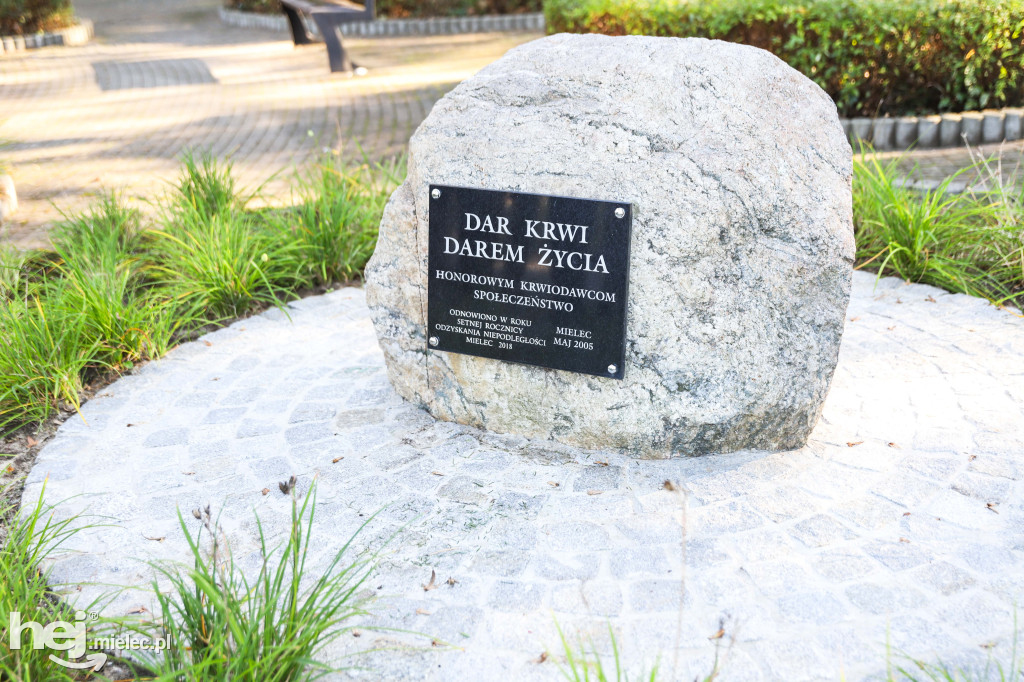 DAR KRWI
DAREM ŻYCIA
HONOROWYM KRWIODAWCOM
SPOŁECZEŃSTWO
ODNOWIONO W ROKU
SETNEJ ROCZNICY
ODZYSKANIA NIEPODLEGŁOŚCI
MIELEC 2018
MIELEC
MAJ 2005
hej®.mielec.pl